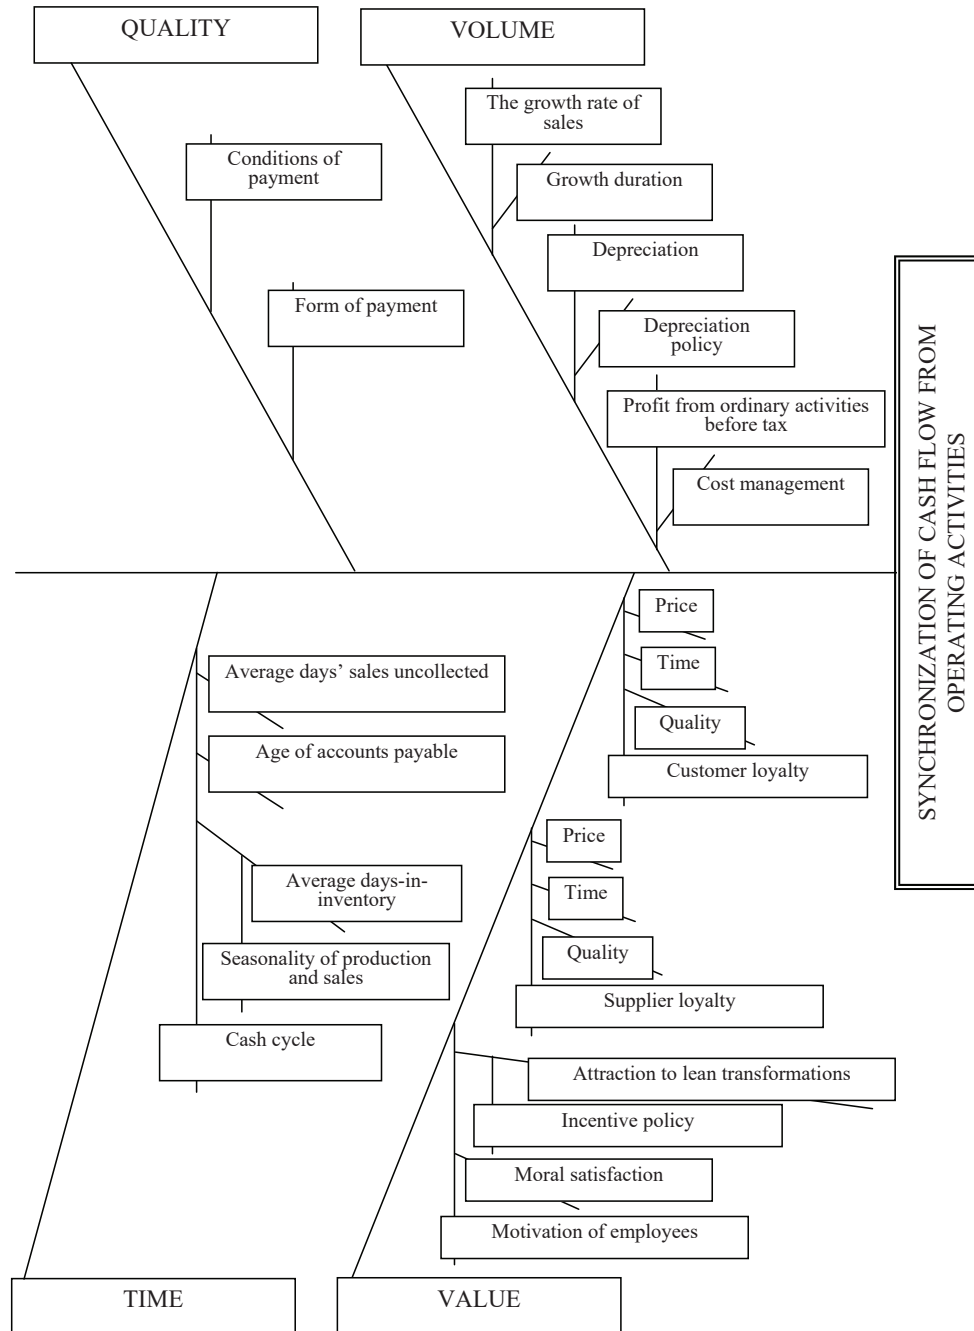 QUALITY
VOLUME
The growth rate of
sales
Conditions of
payment
Growth duration
Depreciation
Form of payment
Depreciation
policy
Profit from ordinary activities
before tax
Cost management
SYNCHRONIZATION OF CASH FLOW FROM
OPERATING ACTIVITIES
Price
Time
Quality
Customer loyalty
Average days’ sales uncollected
Age of accounts payable
Average days-in-
inventory
Seasonality of production
and sales
Cash cycle
Price
Time
Quality
Supplier loyalty
Attraction to lean transformations
Incentive policy
Moral satisfaction
Motivation of employees
TIME
VALUE